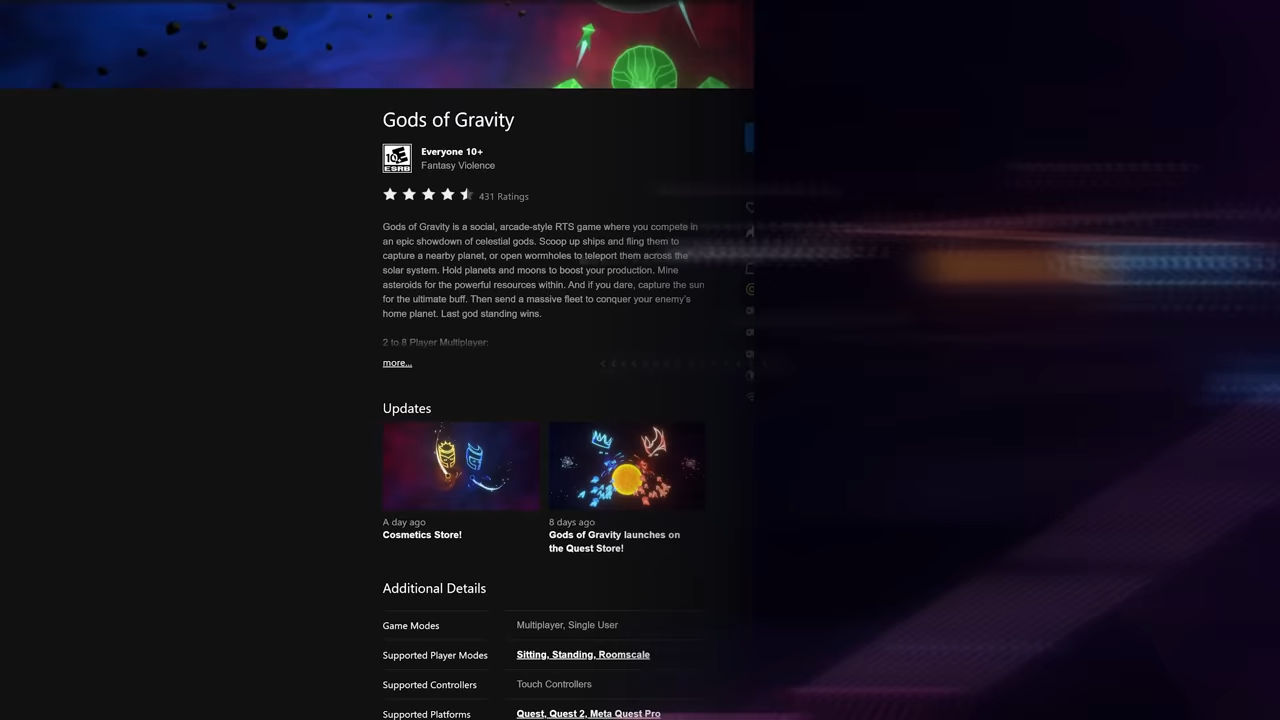 Gods of Gravity
10+ E
ESRB
Everyone 10+
Fantasy Violence
431 Ratings
Gods of Gravity is a social, arcade-style RTS game where you compete in
an epic showdown of celestial gods. Scoop up ships and fling them to
capture a nearby planet, or open wormholes to teleport them across the
solar system. Hold planets and moons to boost your production. Mine
asteroids for the powerful resources within. And if you dare, capture the sun
for the ultimate buff. Then send a massive fleet to conquer your enemy's
home planet. Last god standing wins.
2 to 8 Player Multiplayer:
more...
Updates
A day ago
Cosmetics Store!
8 days ago
Gods of Gravity launches on
the Quest Store!
Additional Details
Game Modes
Multiplayer, Single User
Supported Player Modes
Sitting, Standing, Roomscale
Supported Controllers
Touch Controllers
Supported Platforms
Quest, Quest 2, Meta Quest Pro